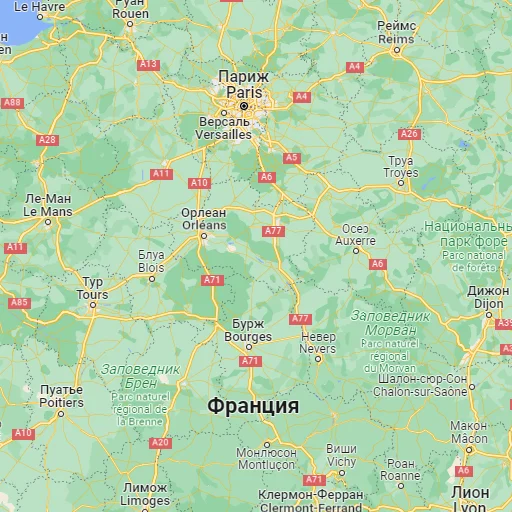 Le Havre
Руан
Rouen
Реймс
Reims
A13
A4
Париж
Paris
A4
A88
Версаль
Versailles
A28
A26
A5
Труа
Troyes
A11
A10
A6
Ле-Ман
Le Mans
Орлеан
Orléans
A77
Осер
Auxerre
Национальны
парк форе
Parc national
de forêts
A11
Блуа
Blois
A6
Тур
Tours
A71
A85
Дижон
Dijon
A77
Заповедник
Морван
Parc naturel
régional
du Morvan
Бурж
Bourges
Невер
Nevers
A71
Заповедник
Брен
Parc naturel
régional de
la Brenne
Шалон-сюр-Сон
Chalon-sur-Saône
Пуатье
Poitiers
Франция
A10
A20
Монлюсон
Montluçon
Макон
Mâcon
Виши
Vichy
Роан
Roanne
A6
A71
Лимож
Limoges
Клермон-Ферран
Clermont-Ferrand
Лион
Lyon